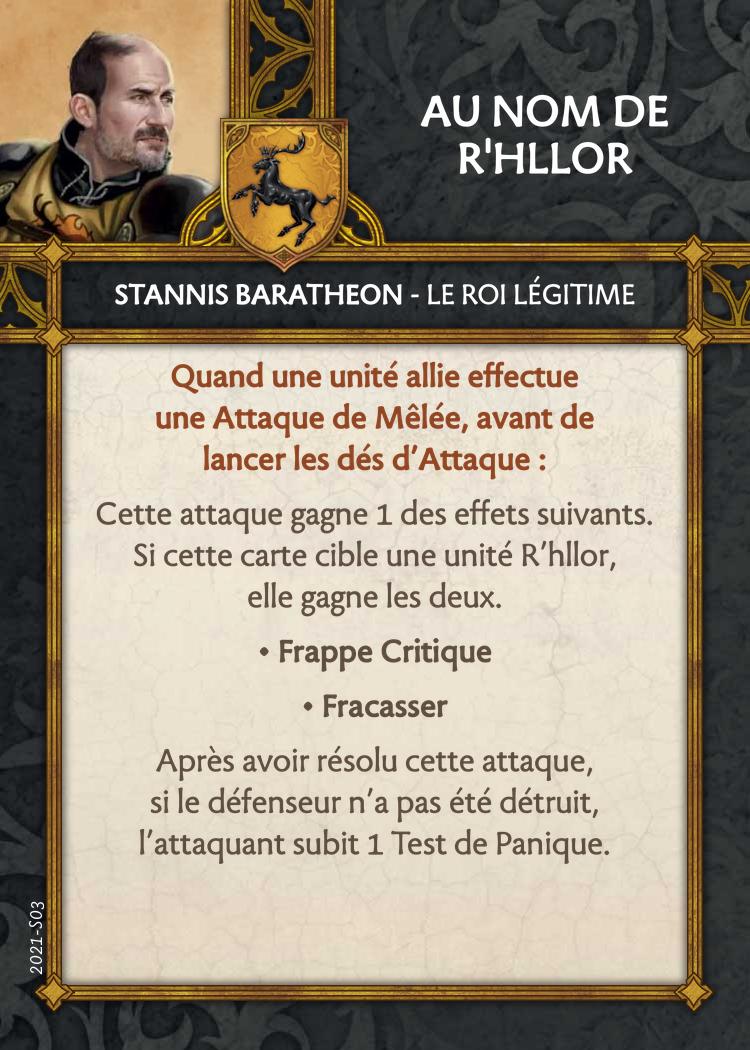 AU NOM DE
R'HLLOR
STANNIS BARATHEON - LE ROI LÉGITIME
Quand une unité allie effectue
une Attaque de Mêlée, avant de
lancer les dés d’Attaque :
Cette attaque gagne 1 des effets suivants.
Si cette carte cible une unité R’hllor,
elle gagne les deux.
• Frappe Critique
• Fracasser
Après avoir résolu cette attaque,
si le défenseur n’a pas été détruit,
l’attaquant subit 1 Test de Panique.
2021-S03